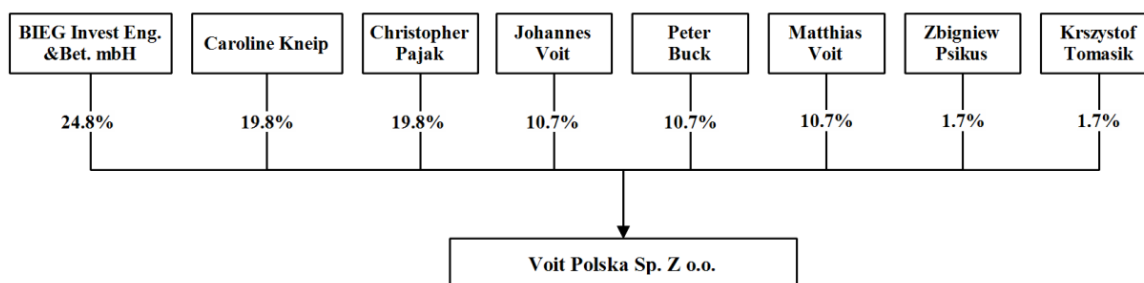 BIEG Invest Eng.
&Bet. mbH
Caroline Kneip
Christopher
Pajak
Johannes
Voit
Peter
Buck
Matthias
Voit
Zbigniew
Psikus
Krszystof
Tomasik
24.8%
19.8%
19.8%
10.7%
10.7%
10.7%
1.7%
1.7%
Voit Polska Sp. Z o.o.